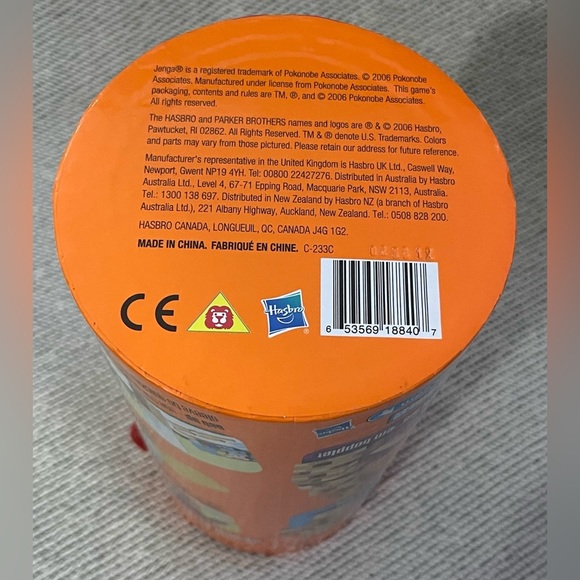 Jenga® is a registered trademark of Pokonobe Associates. © 2006 Pokonobe
Associates. Manufactured under license from Pokonobe Associates. This game's
packaging, contents and rules are TM, ®, and © 2006 Pokonobe Associates.
All rights reserved.
The HASBRO and PARKER BROTHERS names and logos are ® & © 2006 Hasbro,
Pawtucket, RI 02862. All Rights Reserved. TM & ® denote U.S. Trademarks. Colors
and parts may vary from those pictured. Please retain our address for future reference.
Manufacturer's representative in the United Kingdom is Hasbro UK Ltd., Caswell Way,
Newport, Gwent NP19 4YH. Tel: 00800 22427276. Distributed in Australia by Hasbro
Australia Ltd., Level 4, 67-71 Epping Road, Macquarie Park, NSW 2113, Australia.
Tel.: 1300 138 697. Distributed in New Zealand by Hasbro NZ (a branch of Hasbro
Australia Ltd.), 221 Albany Highway, Auckland, New Zealand. Tel.: 0508 828 200.
HASBRO CANADA, LONGUEUIL, QC, CANADA J4G 1G2.
MADE IN CHINA. FABRIQUÉ EN CHINE. C-233C
CE
Hasbro
6 53569 18840 7